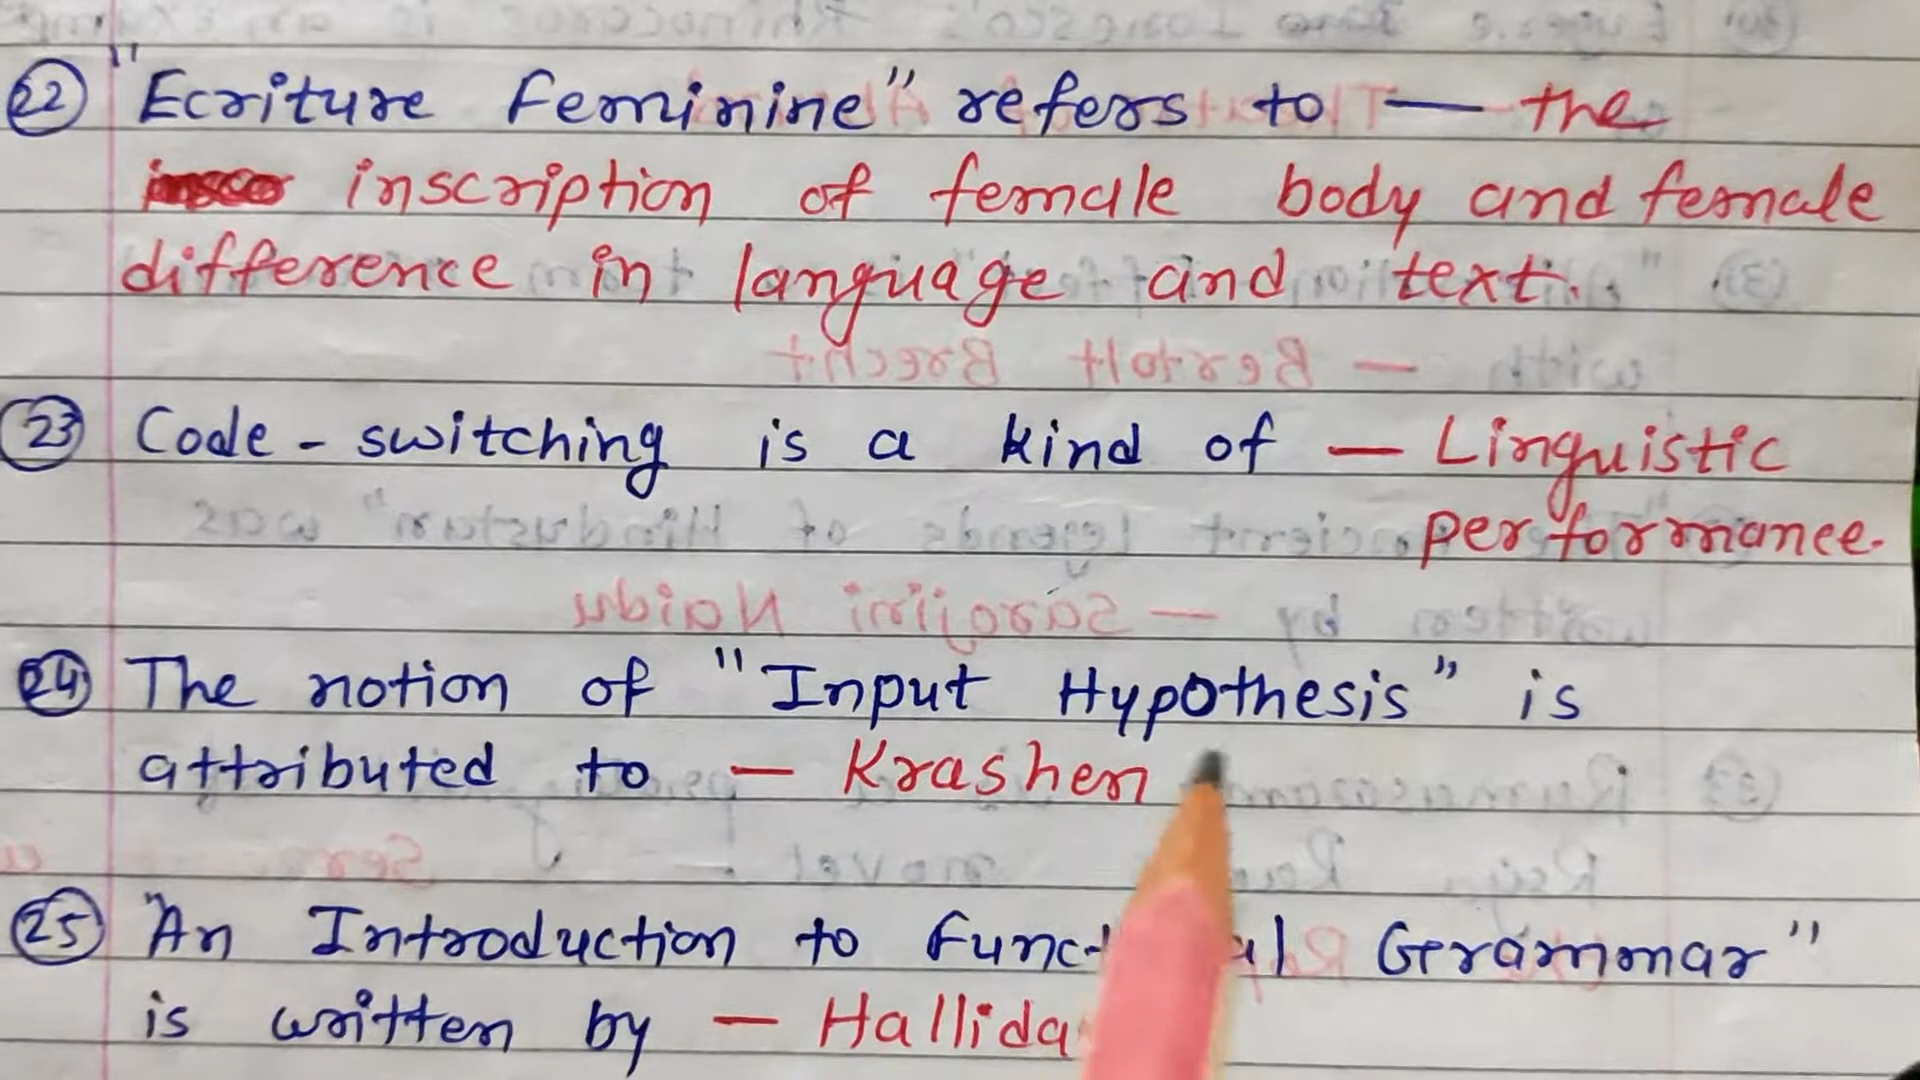 22 "Ecriture Feminine" refers to — the
inscription of female body and female
difference in language and text.
23 Code - switching is a kind of — Linguistic
performance.
24 The notion of "Input Hypothesis" is
attributed to — Krashen
25 "An Introduction to Grammar"
is written by —